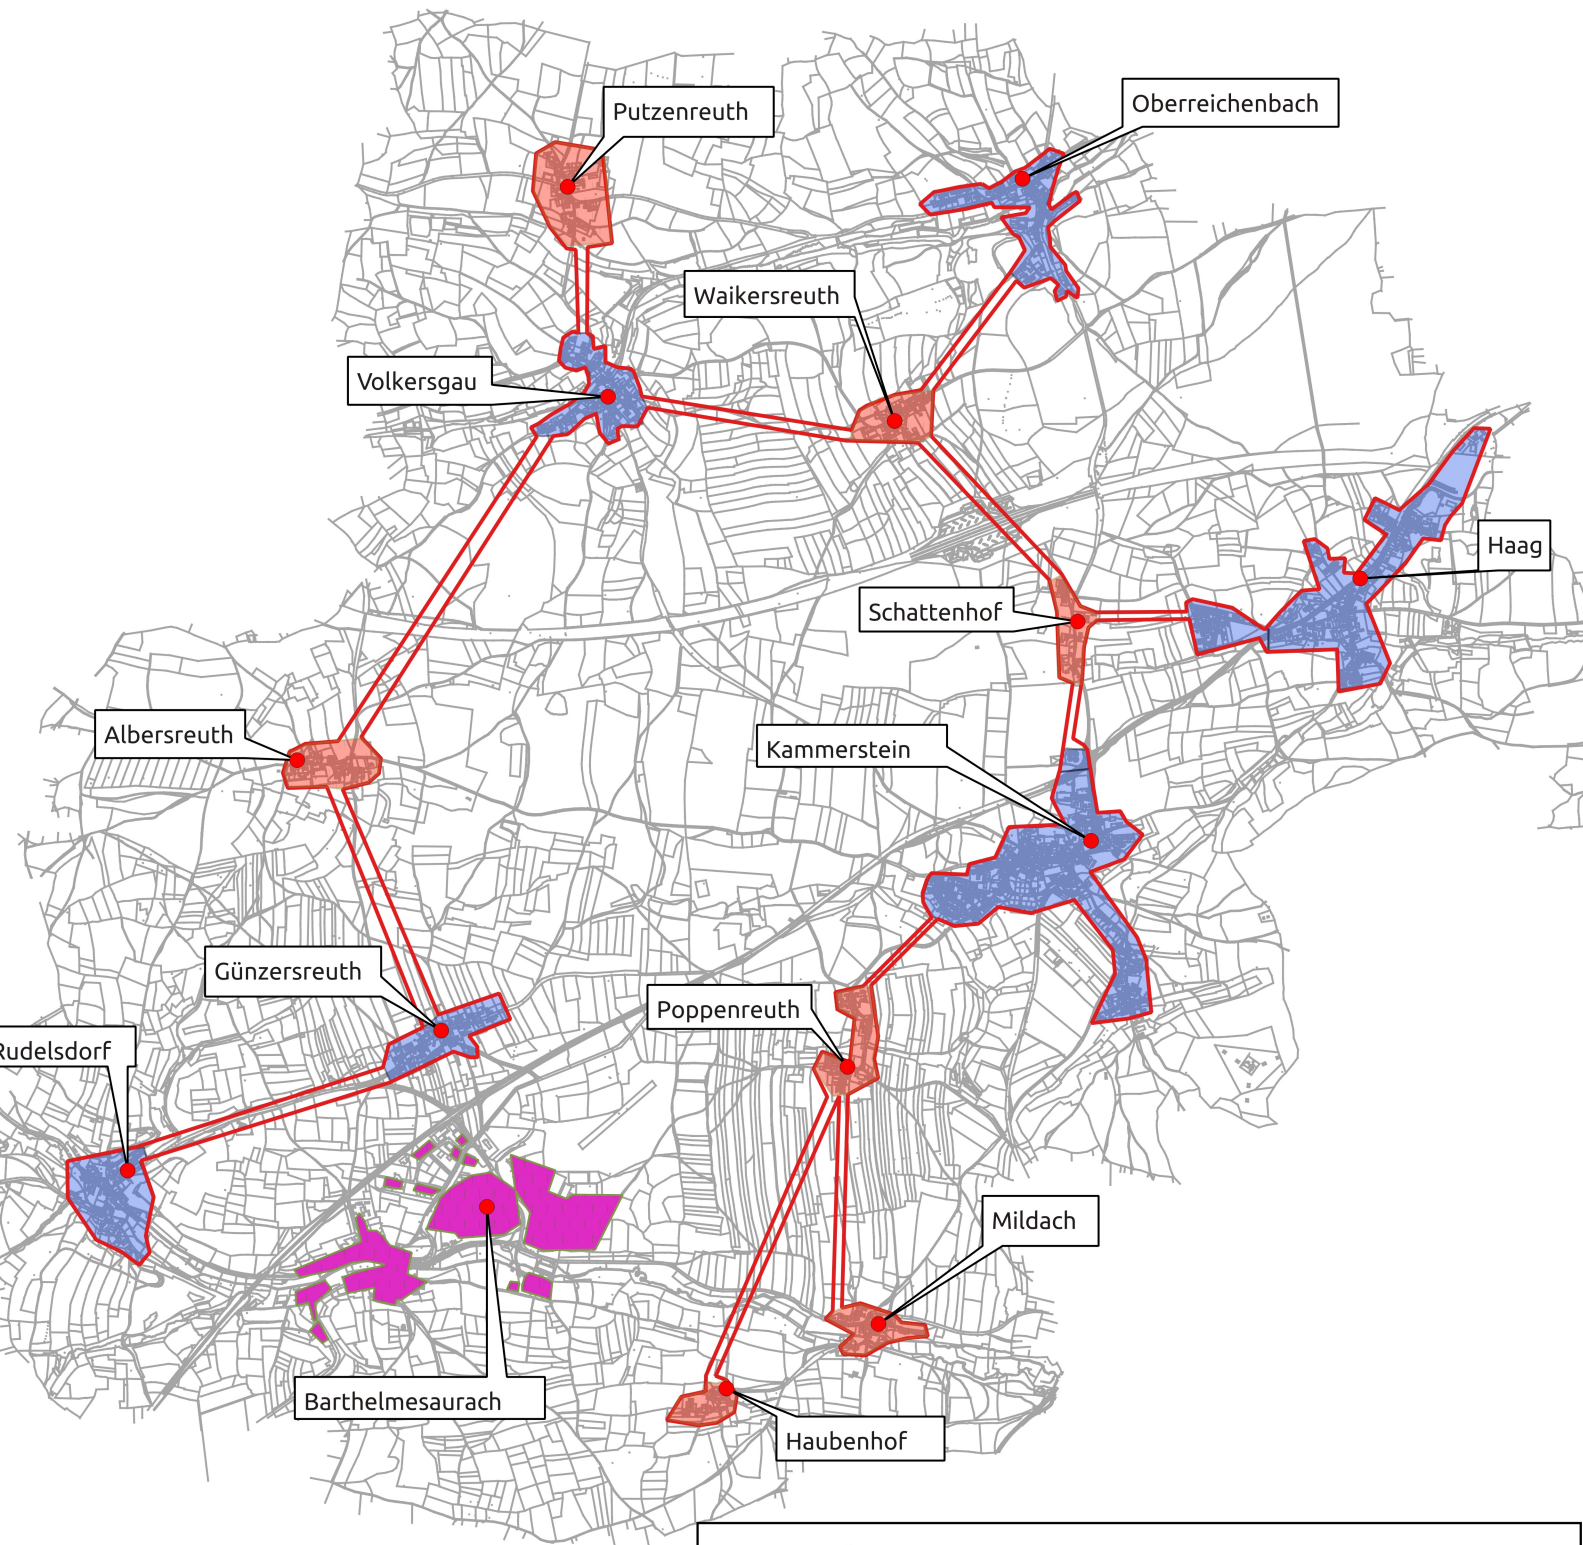 Oberreichenbach
Putzenreuth
Waikersreuth
Volkersgau
Haag
Schattenhof
Albersreuth
Kammerstein
Günzersreuth
Poppenreuth
Rudelsdorf
Mildach
Barthelmesaurach
Haubenhof